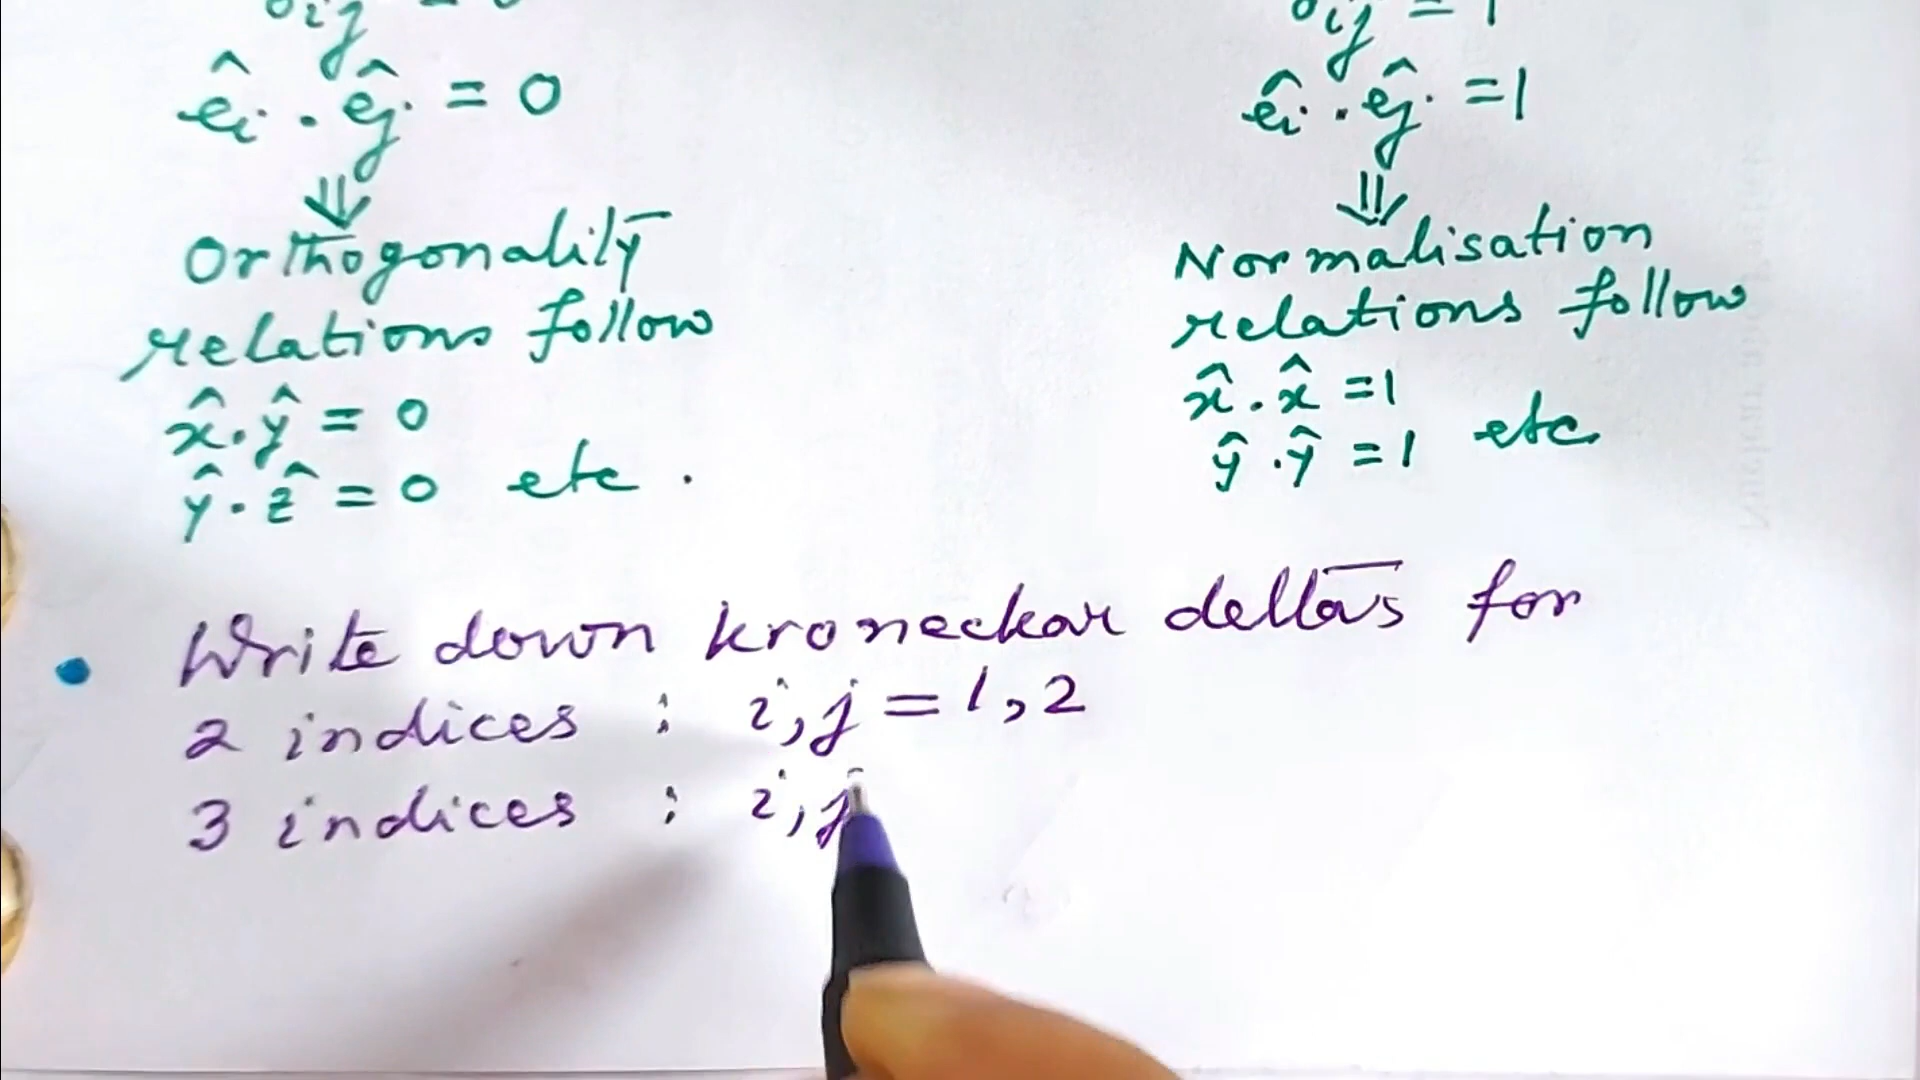 êi . êj = 0
êi . êj = 1
⇓
⇓
Orthogonality
relations follow
x̂ . ŷ = 0
ŷ . ẑ = 0 etc .
Normalisation
relations follow
x̂ . x̂ = 1
ŷ . ŷ = 1 etc
• Write down kroneckar deltas for
2 indices : i, j = 1, 2
3 indices : i, j